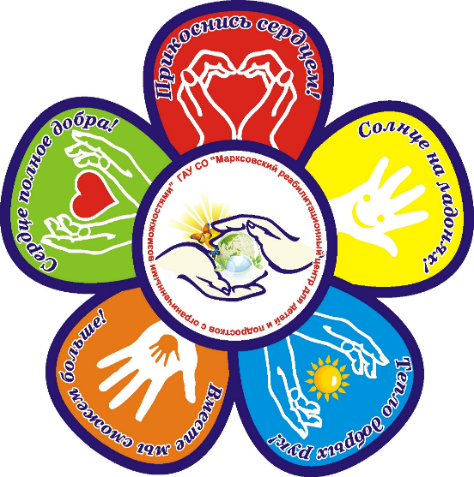 Прикоснись сердцем!
Солнце на ладонях!
Тепло добрых рук!
Вместе мы сможем больше!
Сердце полное добра!
ГАУ СО "Марксовский реабилитационный центр для детей и подростков с ограниченными возможностями"